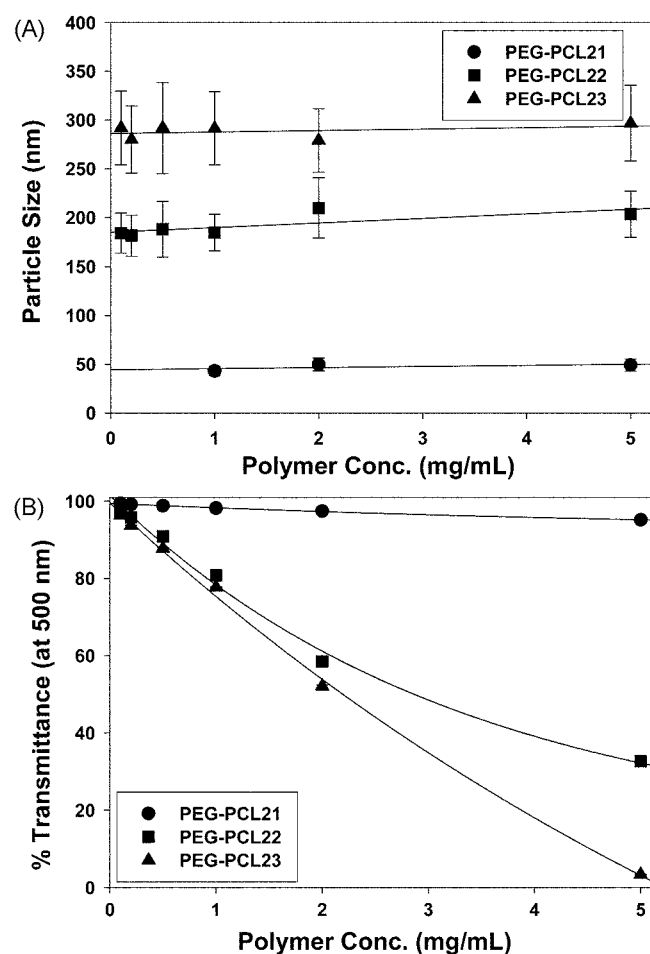 (A)
400
350
300
250
200
150
100
50
0
Particle Size (nm)
PEG-PCL21
PEG-PCL22
PEG-PCL23
0 1 2 3 4 5
Polymer Conc. (mg/mL)
(B)
100
80
60
40
20
0
% Transmittance (at 500 nm)
PEG-PCL21
PEG-PCL22
PEG-PCL23
0 1 2 3 4 5
Polymer Conc. (mg/mL)